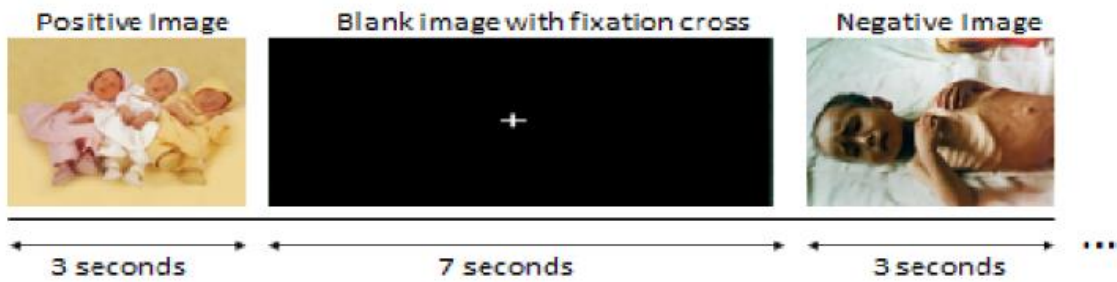 Positive Image Blank image with fixation cross Negative Image
3 seconds 7 seconds 3 seconds ...